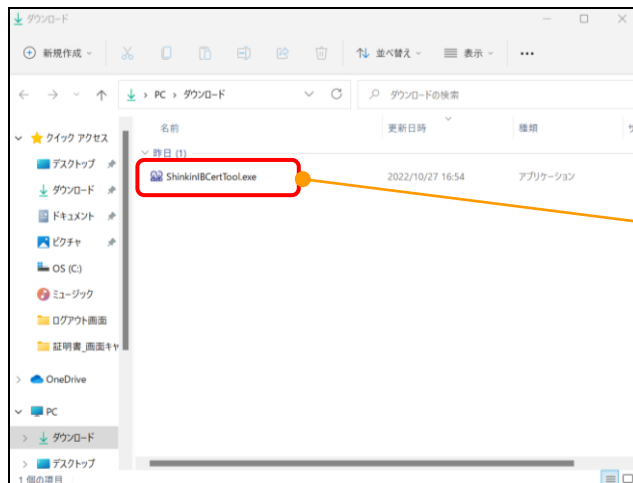 ダウンロード
新規作成
並べ替え
表示
PC ダウンロード
ダウンロードの検索
名前 更新日時 種類
クイック アクセス
昨日 (1)
デスクトップ
ShinkinIBCertTool.exe 2022/10/27 16:54 アプリケーション
ダウンロード
ドキュメント
ピクチャ
OS (C:)
ミュージック
ログアウト画面
証明書_画面キャ
OneDrive
PC
ダウンロード
デスクトップ
1 個の項目